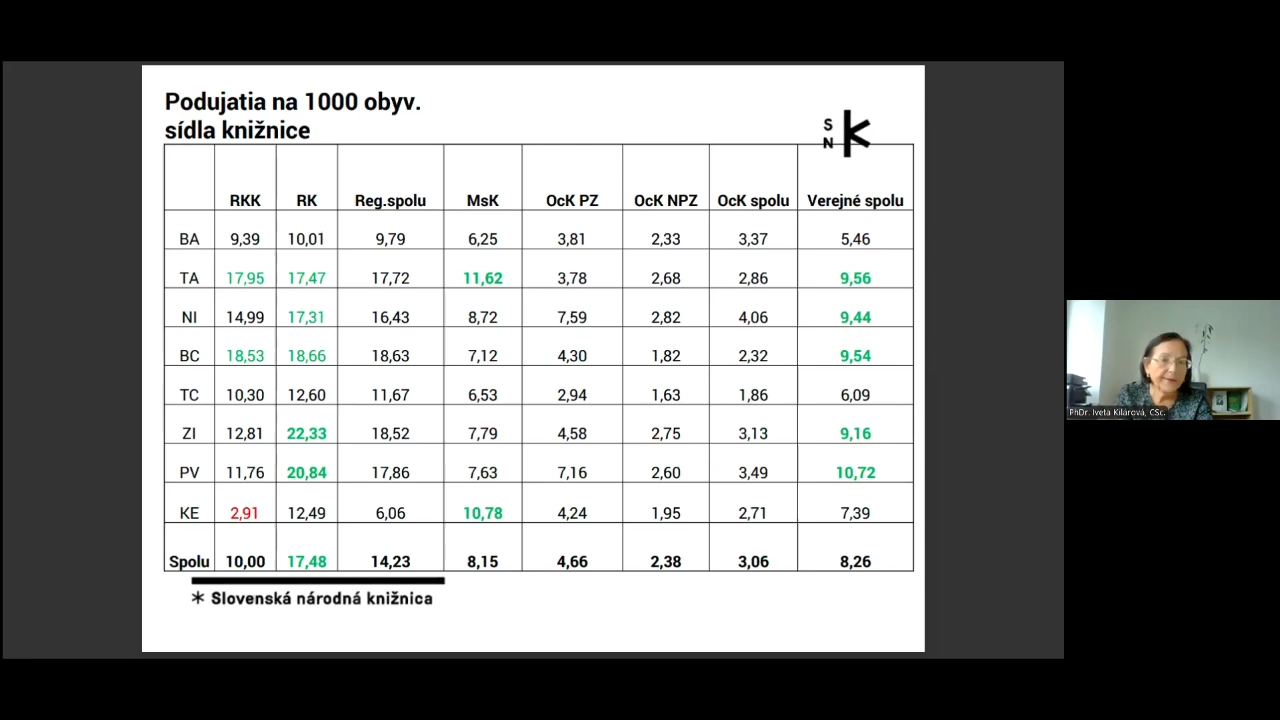 Podujatia na 1000 obyv.
sídla knižnice
S
N
K
RKK RK Reg.spolu MsK OcK PZ OcK NPZ OcK spolu Verejné spolu
BA 9,39 10,01 9,79 6,25 3,81 2,33 3,37 5,46
TA 17,95 17,47 17,72 11,62 3,78 2,68 2,86 9,56
NI 14,99 17,31 16,43 8,72 7,59 2,82 4,06 9,44
BC 18,53 18,66 18,63 7,12 4,30 1,82 2,32 9,54
TC 10,30 12,60 11,67 6,53 2,94 1,63 1,86 6,09
ZI 12,81 22,33 18,52 7,79 4,58 2,75 3,13 9,16
PV 11,76 20,84 17,86 7,63 7,16 2,60 3,49 10,72
KE 2,91 12,49 6,06 10,78 4,24 1,95 2,71 7,39
Spolu 10,00 17,48 14,23 8,15 4,66 2,38 3,06 8,26
* Slovenská národná knižnica
PhDr. Iveta Kilárová, CSc.